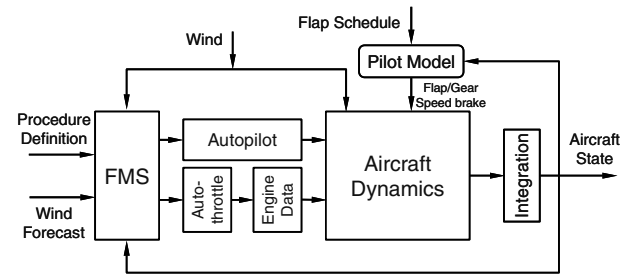 Flap Schedule
Wind
Pilot Model
Flap/Gear
Speed brake
Procedure
Definition
FMS
Wind
Forecast
Autopilot
Auto-
throttle
Engine
Data
Aircraft
Dynamics
Integration
Aircraft
State